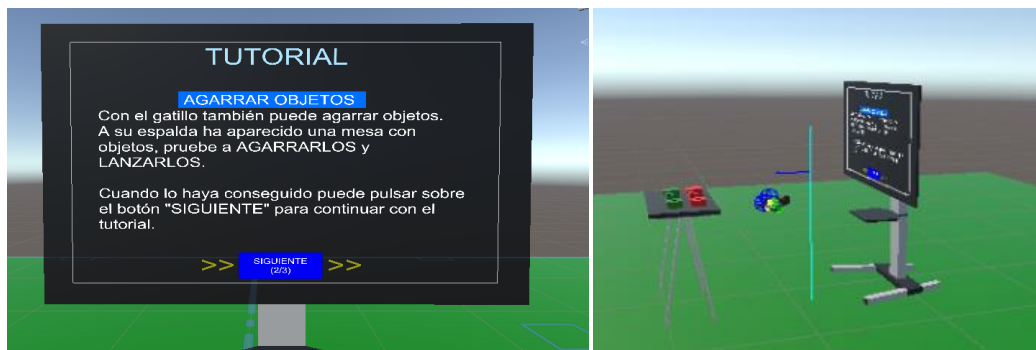 TUTORIAL
AGARRAR OBJETOS
Con el gatillo también puede agarrar objetos.
A su espalda ha aparecido una mesa con
objetos, pruebe a AGARRARLOS y
LANZARLOS.
Cuando lo haya conseguido puede pulsar sobre
el botón "SIGUIENTE" para continuar con el
tutorial.
>> SIGUIENTE >>
(2/3)